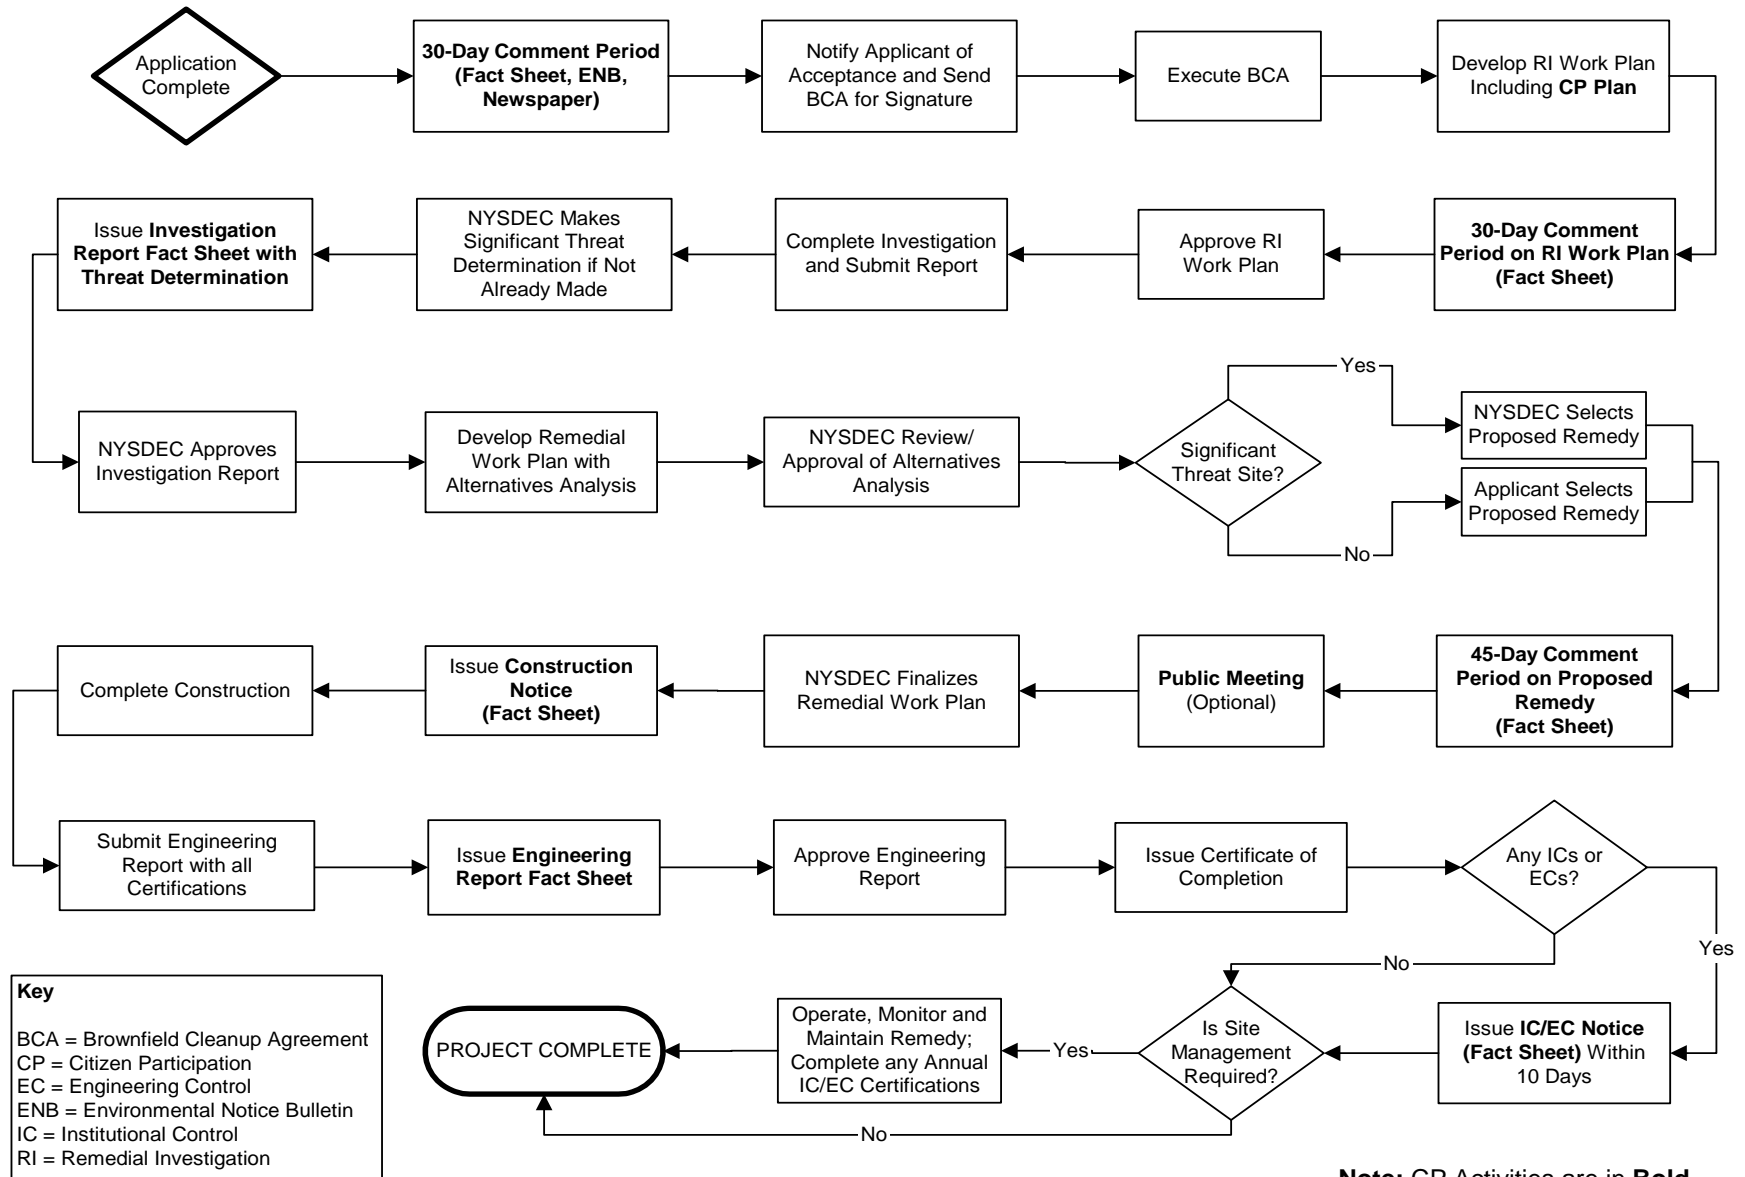 Application
Complete
30-Day Comment Period
(Fact Sheet, ENB,
Newspaper)
Notify Applicant of
Acceptance and Send
BCA for Signature
Execute BCA
Develop RI Work Plan
Including CP Plan
30-Day Comment
Period on RI Work Plan
(Fact Sheet)
Approve RI
Work Plan
Complete Investigation
and Submit Report
NYSDEC Makes
Significant Threat
Determination if Not
Already Made
Issue Investigation
Report Fact Sheet with
Threat Determination
NYSDEC Approves
Investigation Report
Develop Remedial
Work Plan with
Alternatives Analysis
NYSDEC Review/
Approval of Alternatives
Analysis
Significant
Threat Site?
Yes
NYSDEC Selects
Proposed Remedy
No
Applicant Selects
Proposed Remedy
45-Day Comment
Period on Proposed
Remedy
(Fact Sheet)
Public Meeting
(Optional)
NYSDEC Finalizes
Remedial Work Plan
Issue Construction
Notice
(Fact Sheet)
Complete Construction
Submit Engineering
Report with all
Certifications
Issue Engineering
Report Fact Sheet
Approve Engineering
Report
Issue Certificate of
Completion
Any ICs or
ECs?
Yes
No
Issue IC/EC Notice
(Fact Sheet) Within
10 Days
Is Site
Management
Required?
Yes
Operate, Monitor and
Maintain Remedy;
Complete any Annual
IC/EC Certifications
No
PROJECT COMPLETE
Key
BCA = Brownfield Cleanup Agreement
CP = Citizen Participation
EC = Engineering Control
ENB = Environmental Notice Bulletin
IC = Institutional Control
RI = Remedial Investigation
Note: CP Activities are in Bold